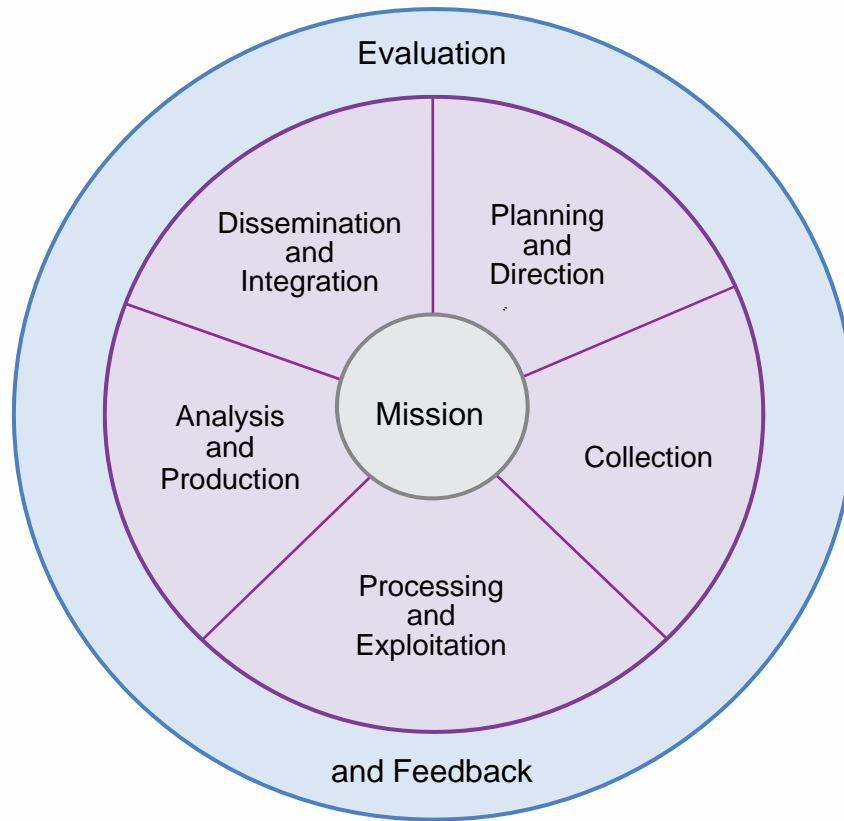 Evaluation
Dissemination
and
Integration
Planning
and
Direction
Mission
Analysis
and
Production
Collection
Processing
and
Exploitation
and Feedback